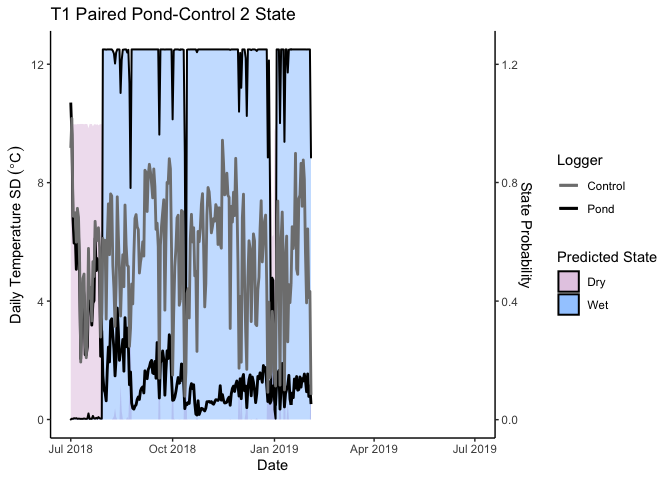 T1 Paired Pond-Control 2 State
Daily Temperature SD (°C)
12
8
4
0
1.2
0.8
0.4
0.0
State Probability
Jul 2018
Oct 2018
Jan 2019
Apr 2019
Jul 2019
Date
Logger
Control
Pond
Predicted State
Dry
Wet